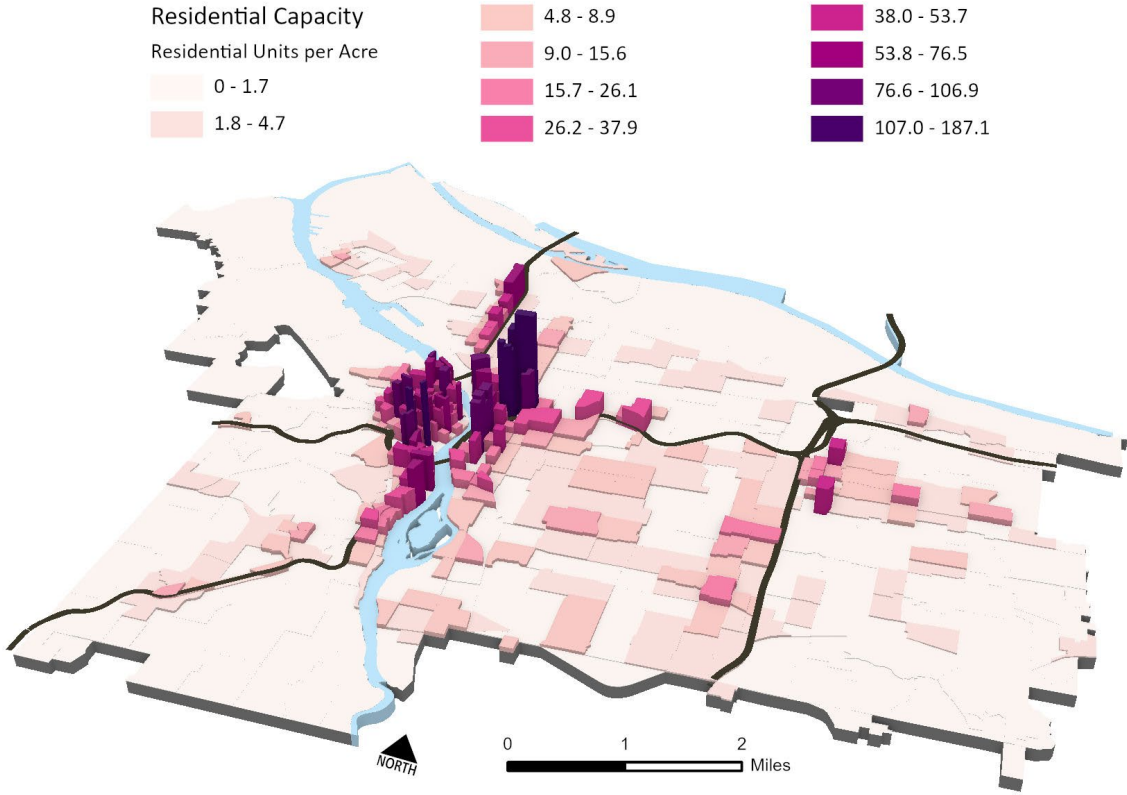 Residential Capacity
Residential Units per Acre
0 - 1.7
1.8 - 4.7
4.8 - 8.9
9.0 - 15.6
15.7 - 26.1
26.2 - 37.9
38.0 - 53.7
53.8 - 76.5
76.6 - 106.9
107.0 - 187.1
NORTH
0 1 2
Miles